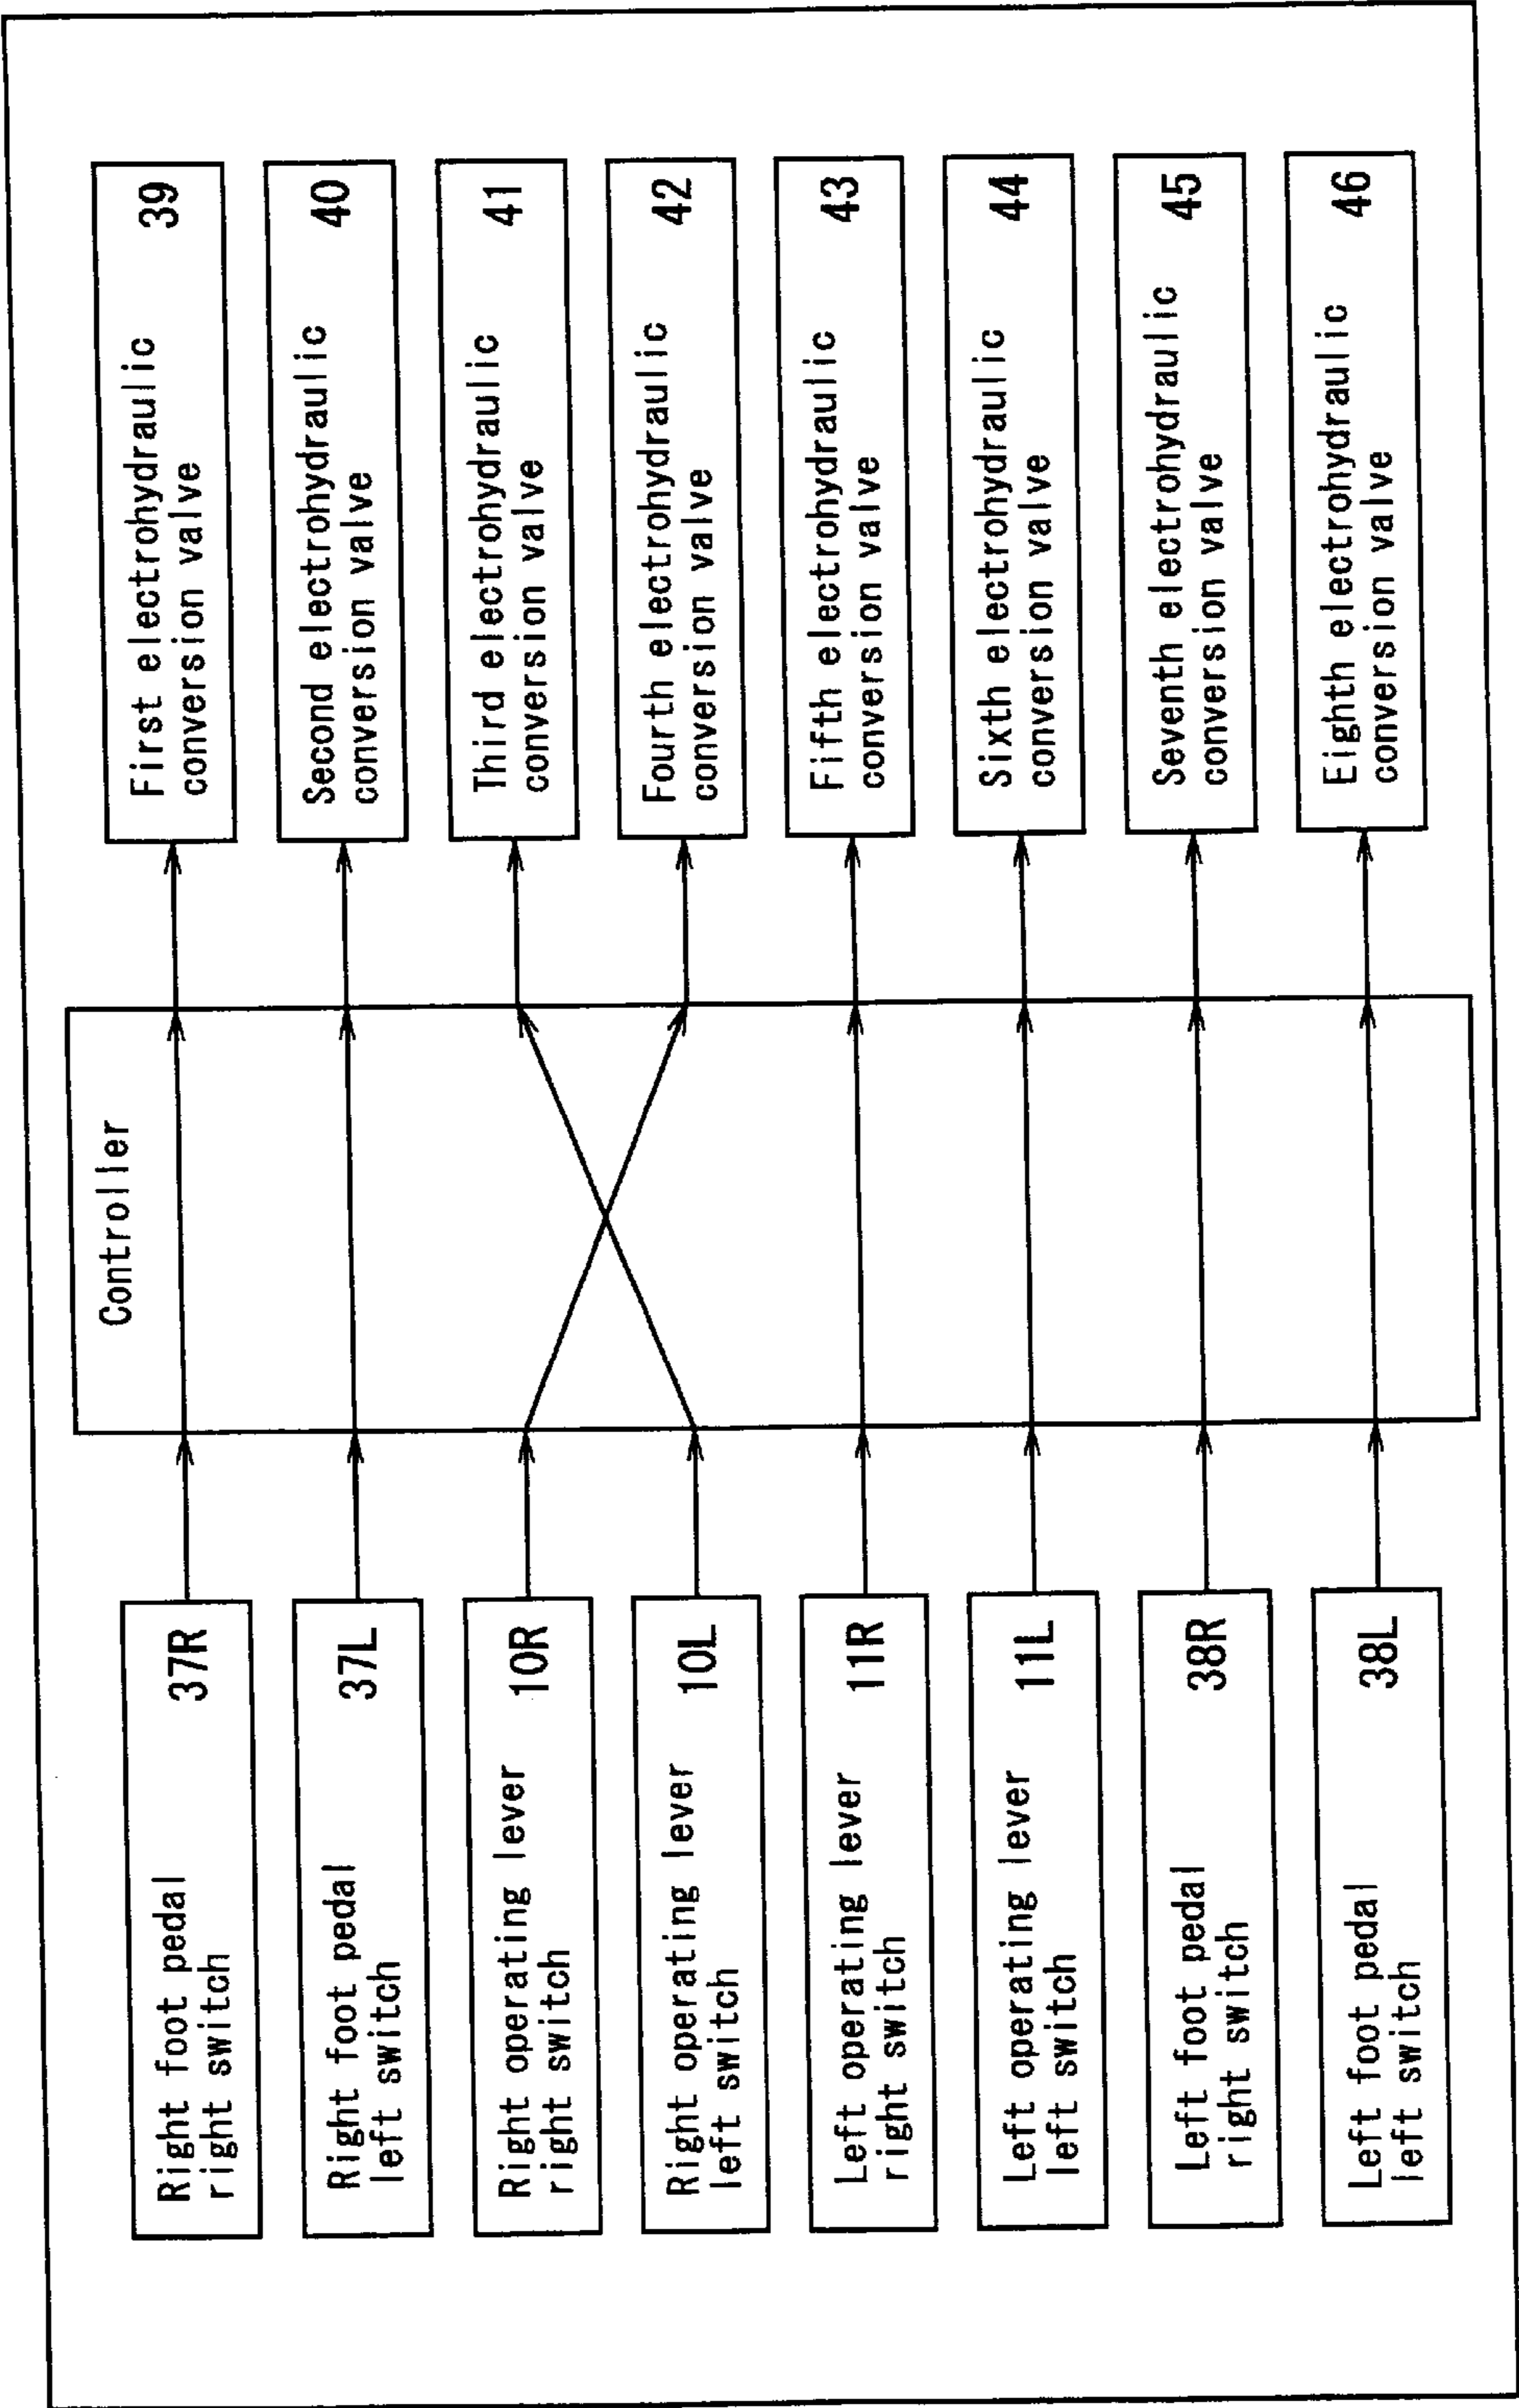 Controller
Right foot pedal
right switch
37R
Right foot pedal
left switch
37L
Right operating lever
right switch
10R
Right operating lever
left switch
10L
Left operating lever
right switch
11R
Left operating lever
left switch
11L
Left foot pedal
right switch
38R
Left foot pedal
left switch
38L
First electrohydraulic
conversion valve
39
Second electrohydraulic
conversion valve
40
Third electrohydraulic
conversion valve
41
Fourth electrohydraulic
conversion valve
42
Fifth electrohydraulic
conversion valve
43
Sixth electrohydraulic
conversion valve
44
Seventh electrohydraulic
conversion valve
45
Eighth electrohydraulic
conversion valve
46